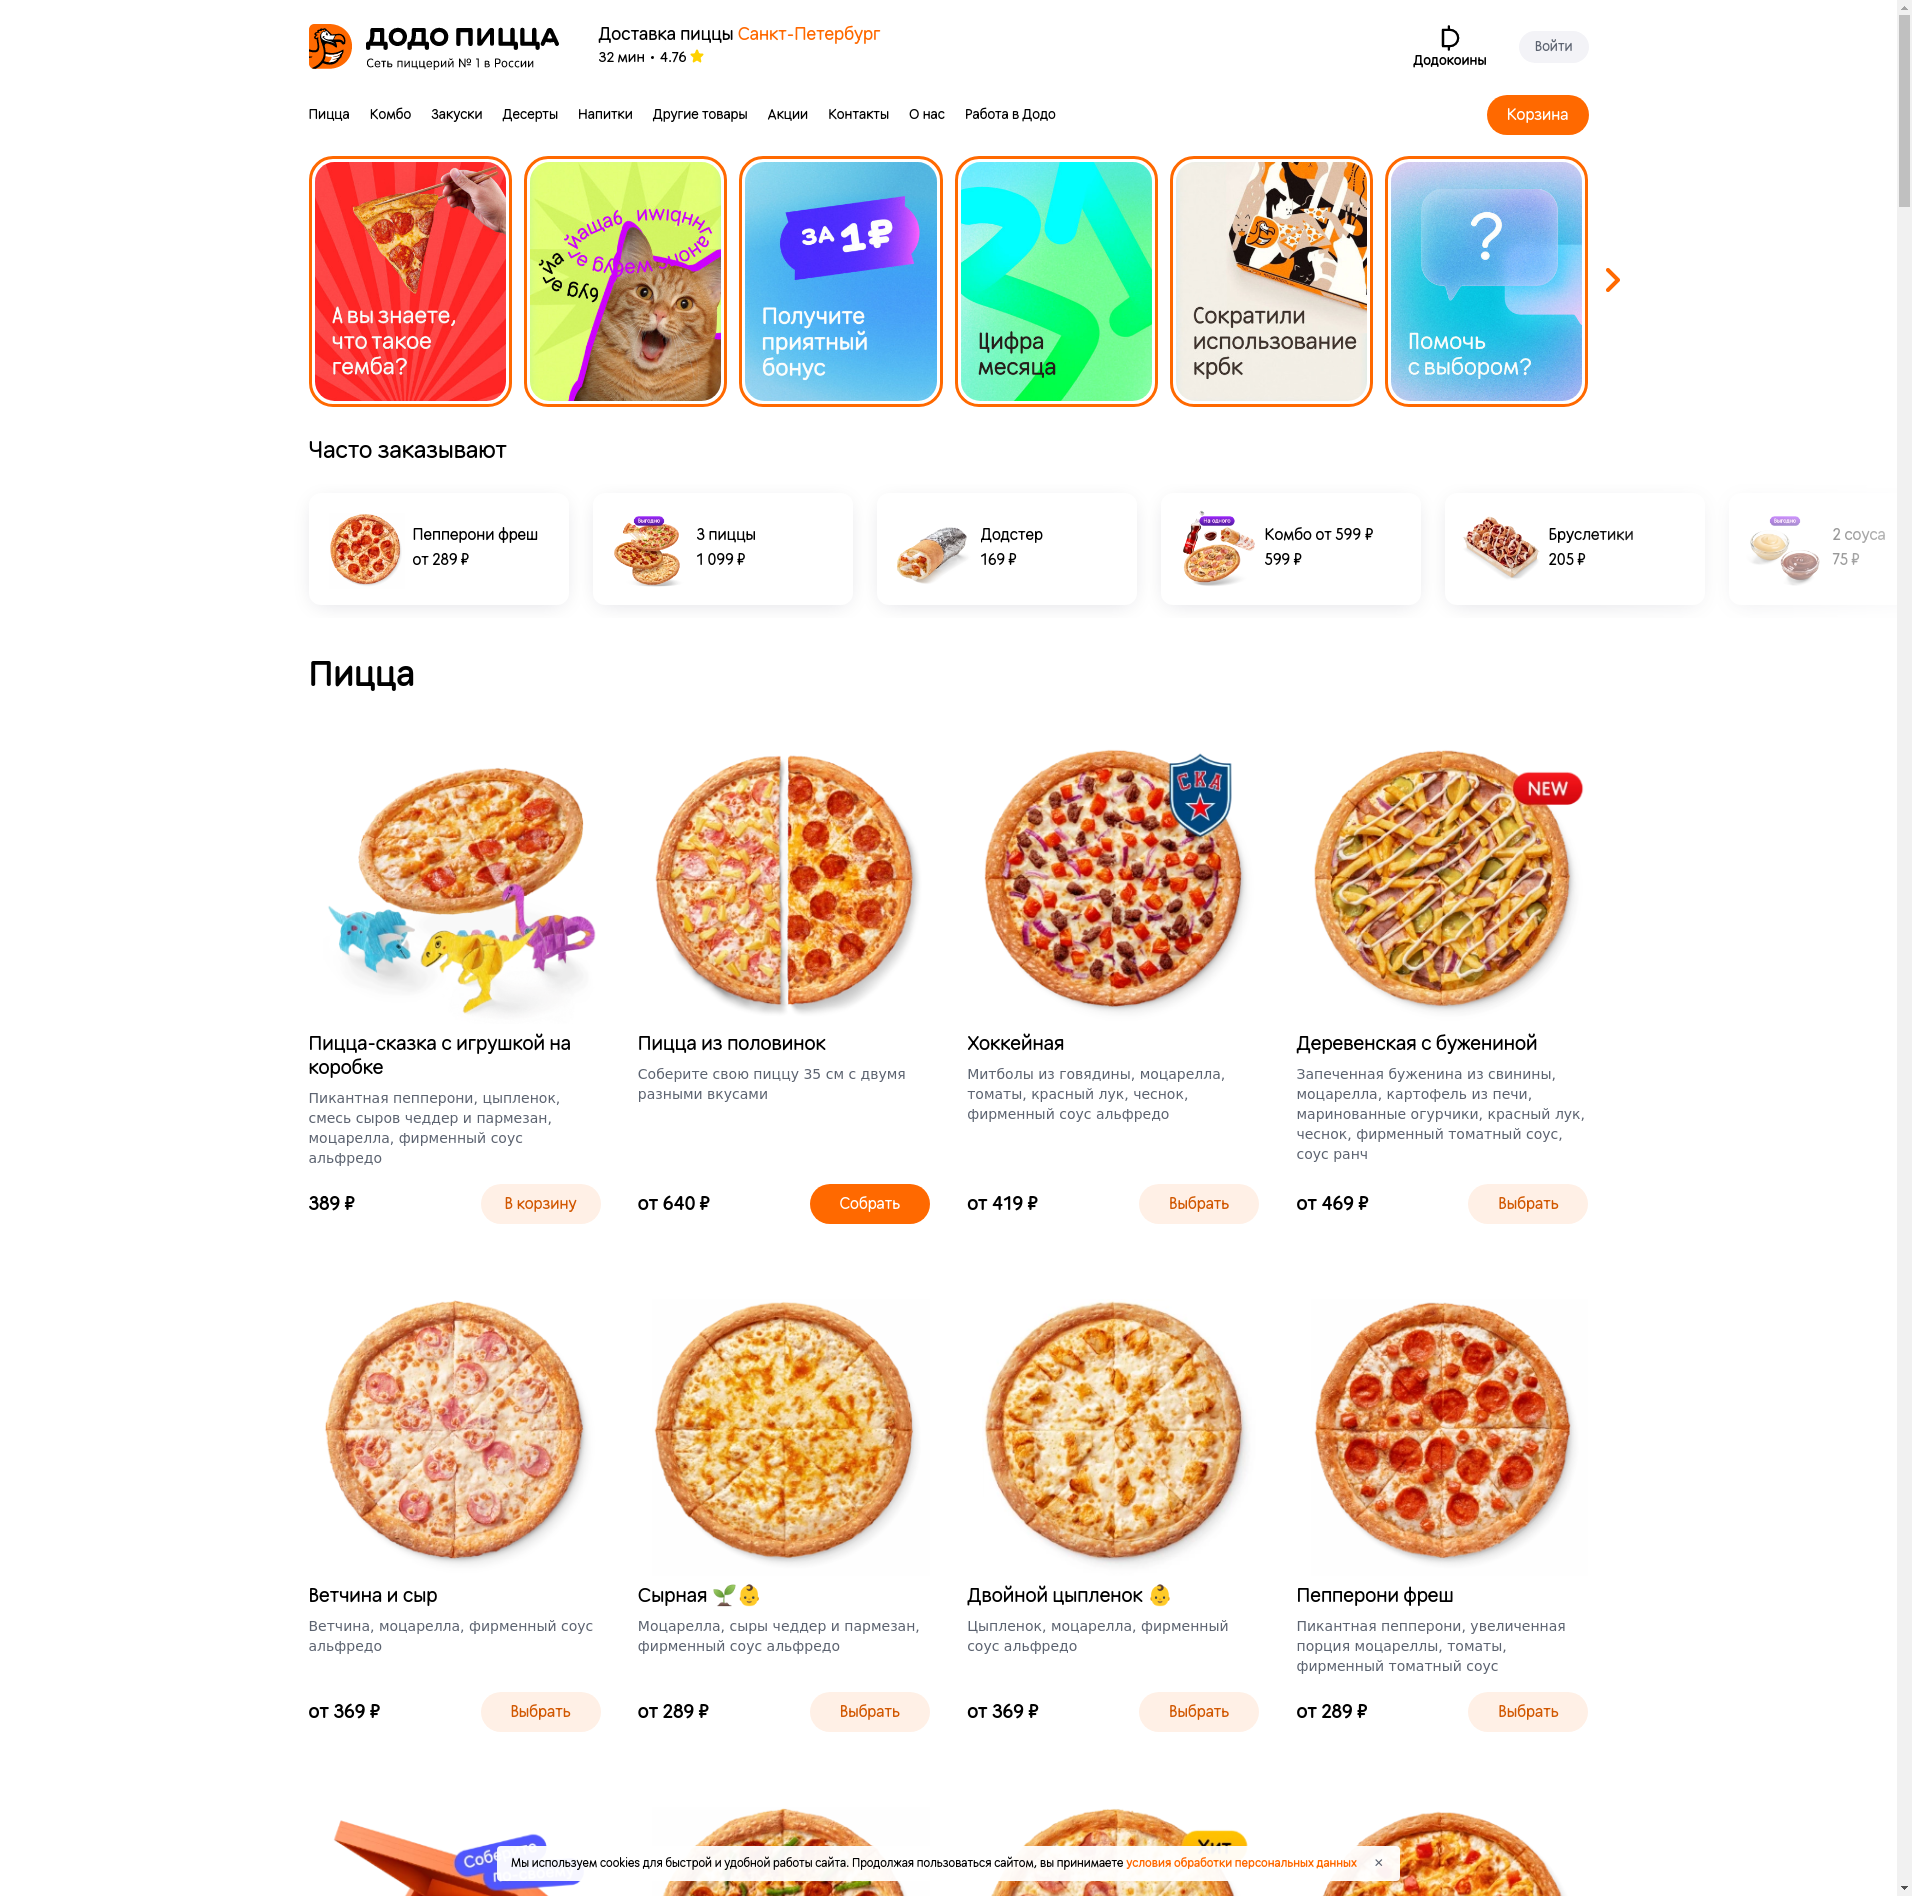 ДОДО ПИЦЦА
Сеть пиццерий № 1 в России
Доставка пиццы Санкт-Петербург
32 мин • 4.76
Додокоины
Войти
Пицца Комбо Закуски Десерты Напитки Другие товары Акции Контакты О нас Работа в Додо
Корзина
А вы знаете,
что такое
гемба?
ЗА 1₽
Получите
приятный
бонус
Цифра
месяца
Сократили
использование
крбк
?
Помочь
с выбором?
Часто заказывают
Пепперони фреш
от 289 ₽
Выгодно
3 пиццы
1 099 ₽
Додстер
169 ₽
На одного
Комбо от 599 ₽
599 ₽
Бруслетики
205 ₽
Выгодно
2 соуса
75 ₽
Пицца
СКА
NEW
Пицца-сказка с игрушкой на
коробке
Пикантная пепперони, цыпленок,
смесь сыров чеддер и пармезан,
моцарелла, фирменный соус
альфредо
389 ₽
В корзину
Пицца из половинок
Соберите свою пиццу 35 см с двумя
разными вкусами
от 640 ₽
Собрать
Хоккейная
Митболы из говядины, моцарелла,
томаты, красный лук, чеснок,
фирменный соус альфредо
от 419 ₽
Выбрать
Деревенская с бужениной
Запеченная буженина из свинины,
моцарелла, картофель из печи,
маринованные огурчики, красный лук,
чеснок, фирменный томатный соус,
соус ранч
от 469 ₽
Выбрать
Ветчина и сыр
Ветчина, моцарелла, фирменный соус
альфредо
от 369 ₽
Выбрать
Сырная 🌱👶
Моцарелла, сыры чеддер и пармезан,
фирменный соус альфредо
от 289 ₽
Выбрать
Двойной цыпленок 👶
Цыпленок, моцарелла, фирменный
соус альфредо
от 369 ₽
Выбрать
Пепперони фреш
Пикантная пепперони, увеличенная
порция моцареллы, томаты,
фирменный томатный соус
от 289 ₽
Выбрать
Хит
Мы используем cookies для быстрой и удобной работы сайта. Продолжая пользоваться сайтом, вы принимаете условия обработки персональных данных ×